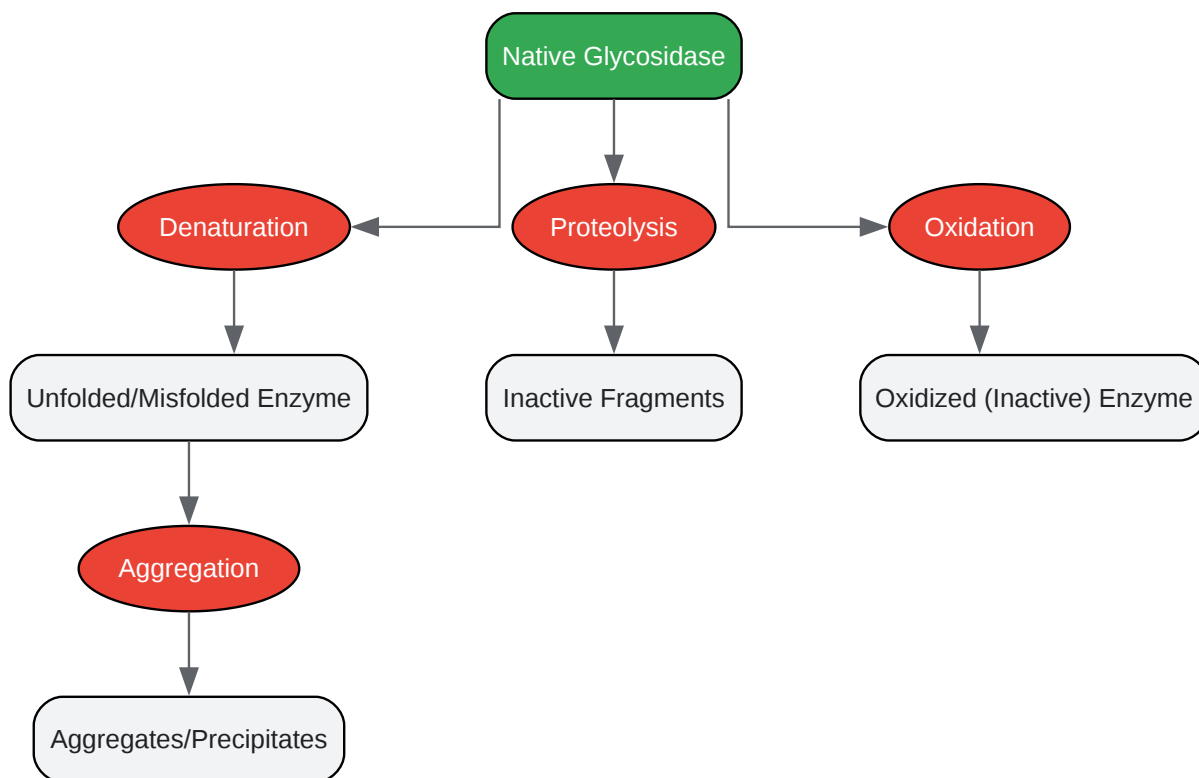 Native Glycosidase
Denaturation
Proteolysis
Oxidation
Unfolded/Misfolded Enzyme
Inactive Fragments
Oxidized (Inactive) Enzyme
Aggregation
Aggregates/Precipitates